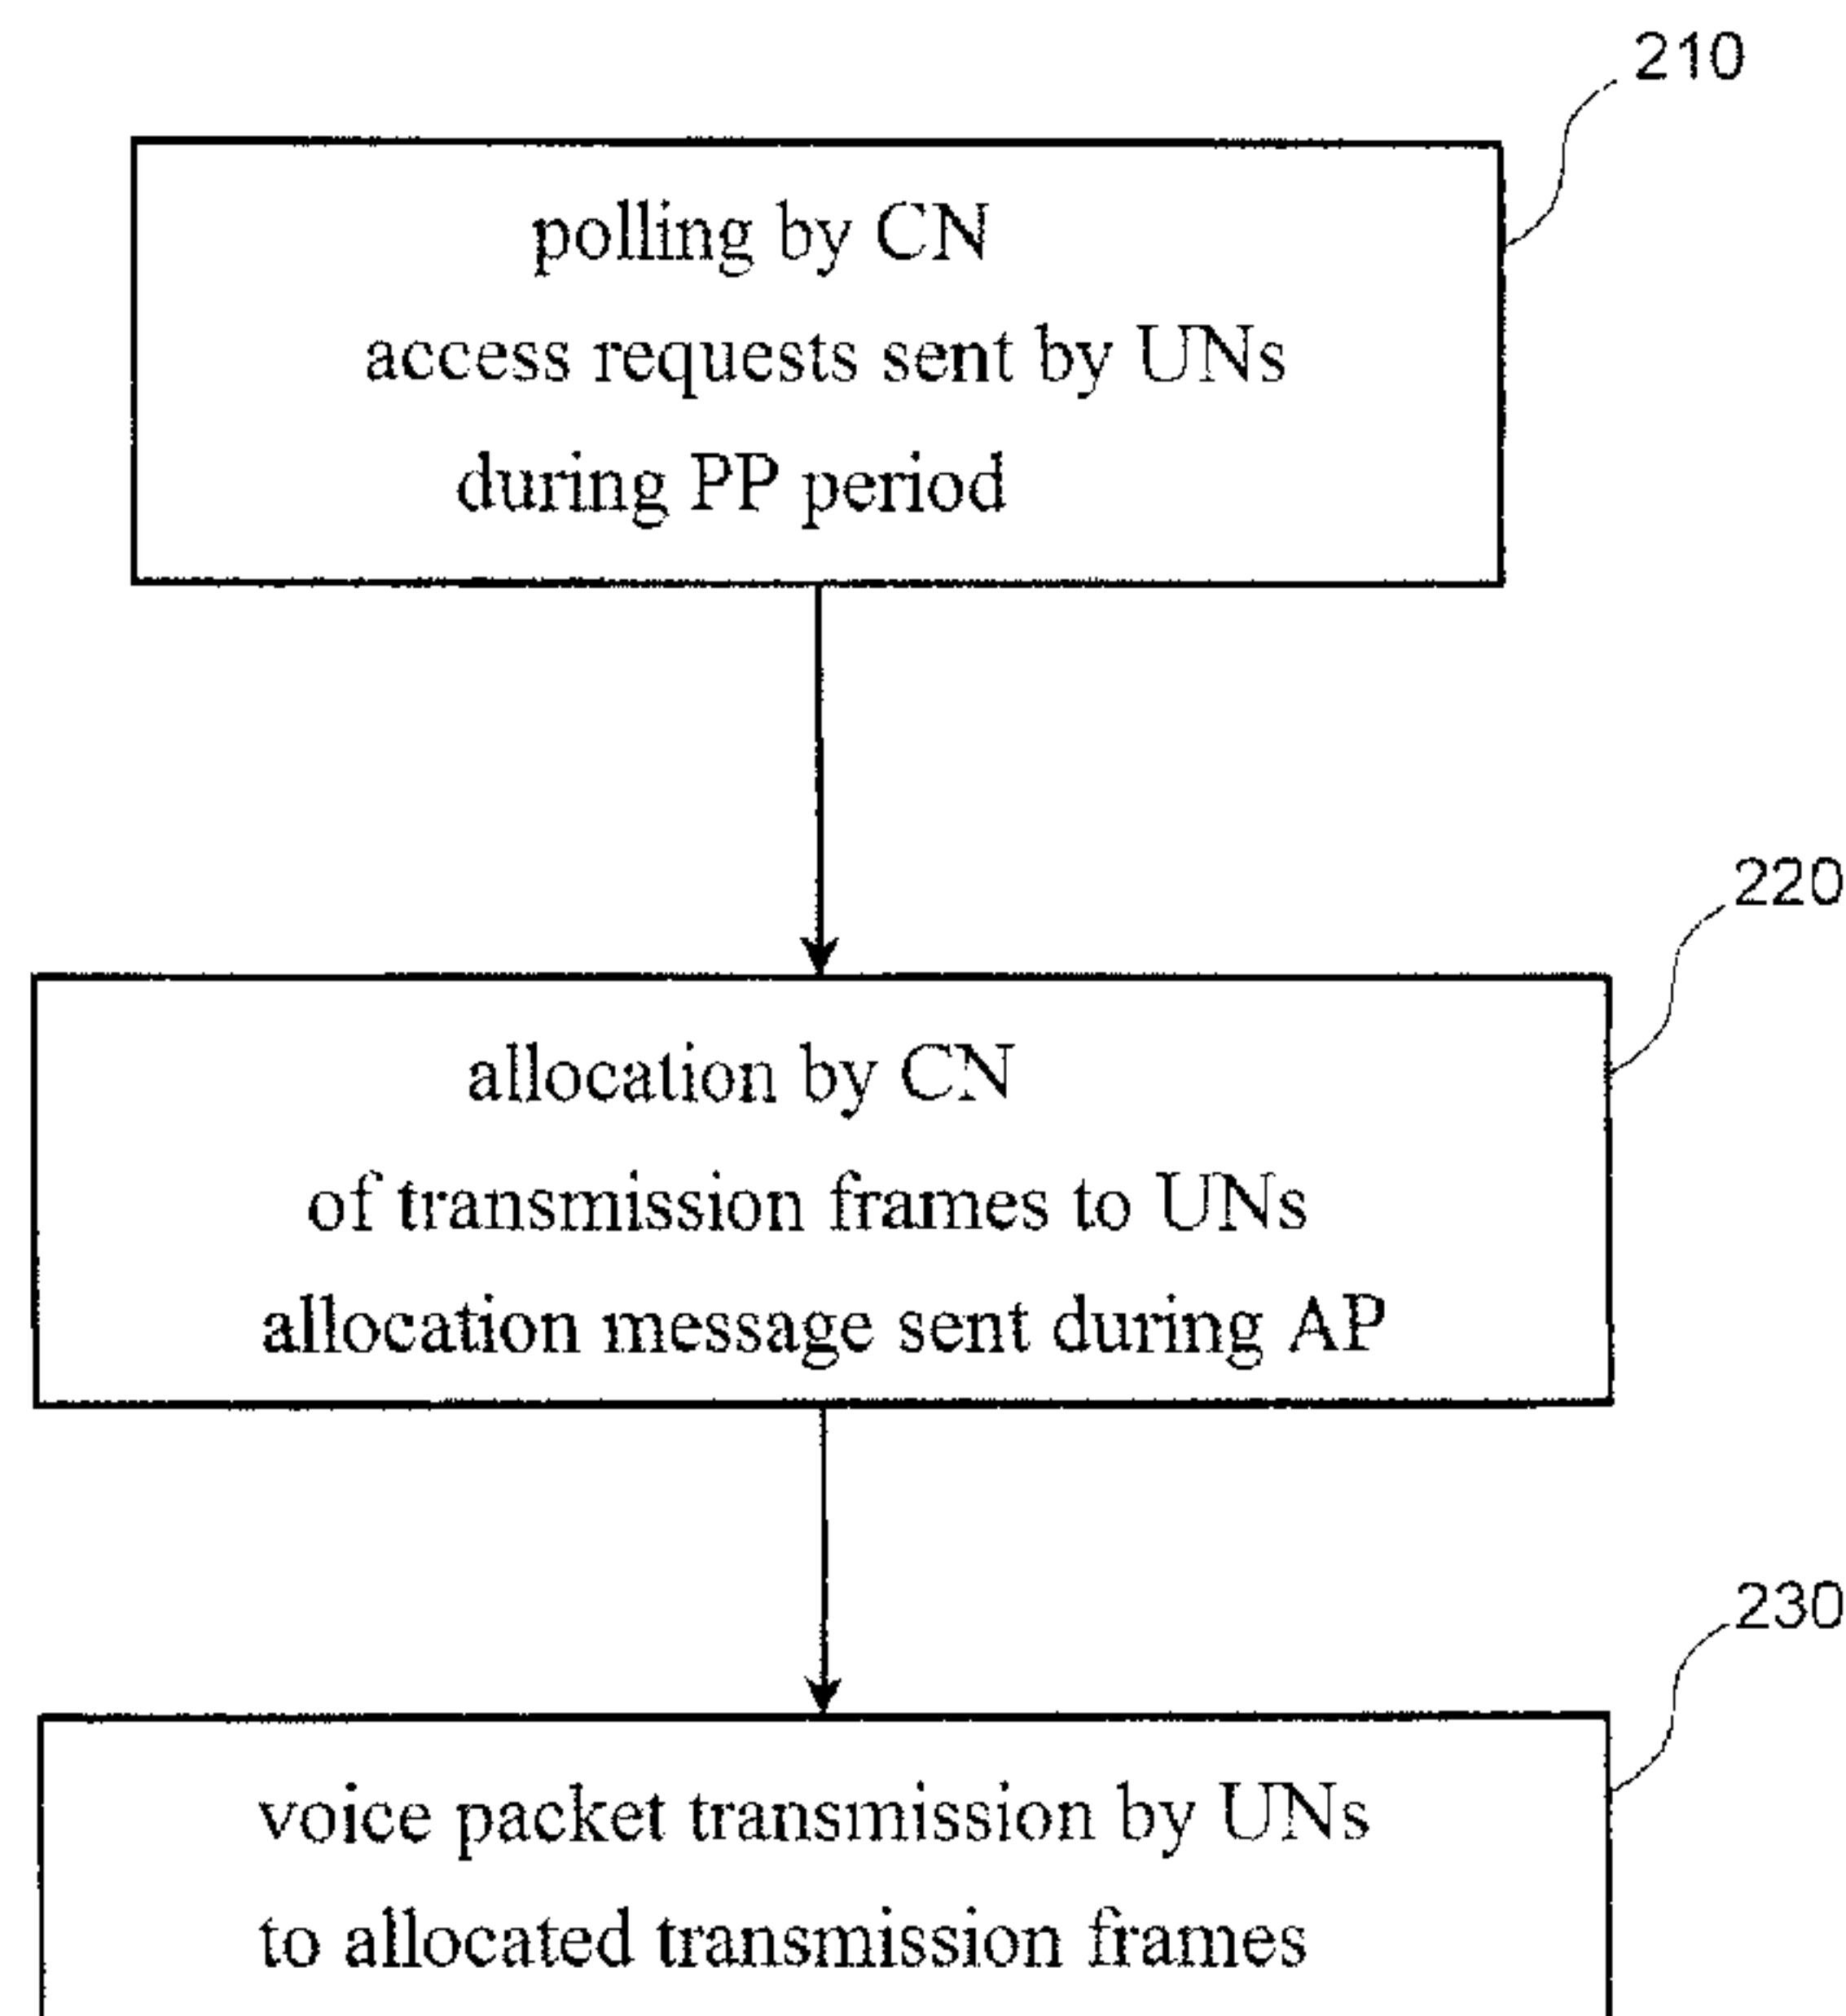 210
polling by CN
access requests sent by UNs
during PP period
220
allocation by CN
of transmission frames to UNs
allocation message sent during AP
230
voice packet transmission by UNs
to allocated transmission frames